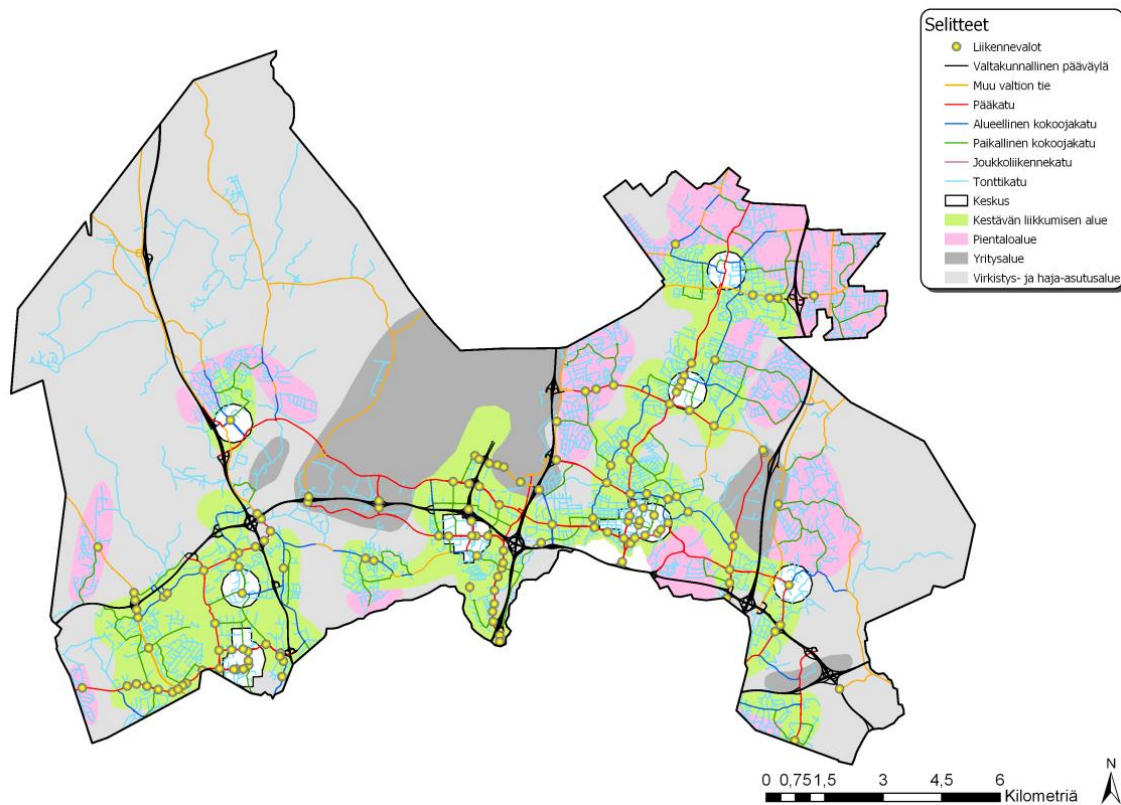 Selitteet
Liikennevalot
Valtakunnallinen pääväylä
Muu valtion tie
Pääkatu
Alueellinen kokoojakatu
Paikallinen kokoojakatu
Joukkoliikennekatu
Tonttikatu
Keskus
Kestävän liikkumisen alue
Pientaloalue
Yritysalue
Virkistys- ja haja-asutusalue
N
0 0,75 1,5 3 4,5 6
Kilometriä